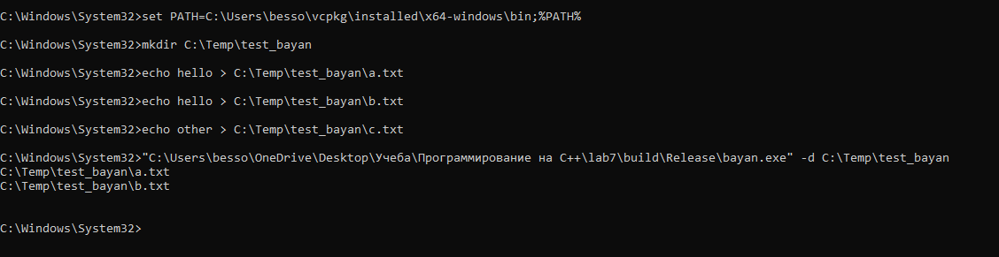 C:\Windows\System32>set PATH=C:\Users\besso\vcpkg\installed\x64-windows\bin;%PATH%
C:\Windows\System32>mkdir C:\Temp\test_bayan
C:\Windows\System32>echo hello > C:\Temp\test_bayan\a.txt
C:\Windows\System32>echo hello > C:\Temp\test_bayan\b.txt
C:\Windows\System32>echo other > C:\Temp\test_bayan\c.txt
C:\Windows\System32>"C:\Users\besso\OneDrive\Desktop\Учеба\Программирование на C++\lab7\build\Release\bayan.exe" -d C:\Temp\test_bayan
C:\Temp\test_bayan\a.txt
C:\Temp\test_bayan\b.txt
C:\Windows\System32>